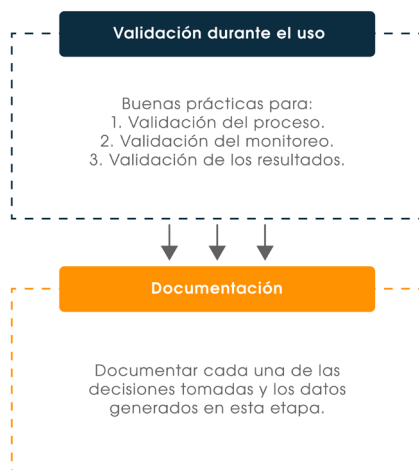 Validación durante el uso
Buenas prácticas para:
1. Validación del proceso.
2. Validación del monitoreo.
3. Validación de los resultados.
Documentación
Documentar cada una de las
decisiones tomadas y los datos
generados en esta etapa.